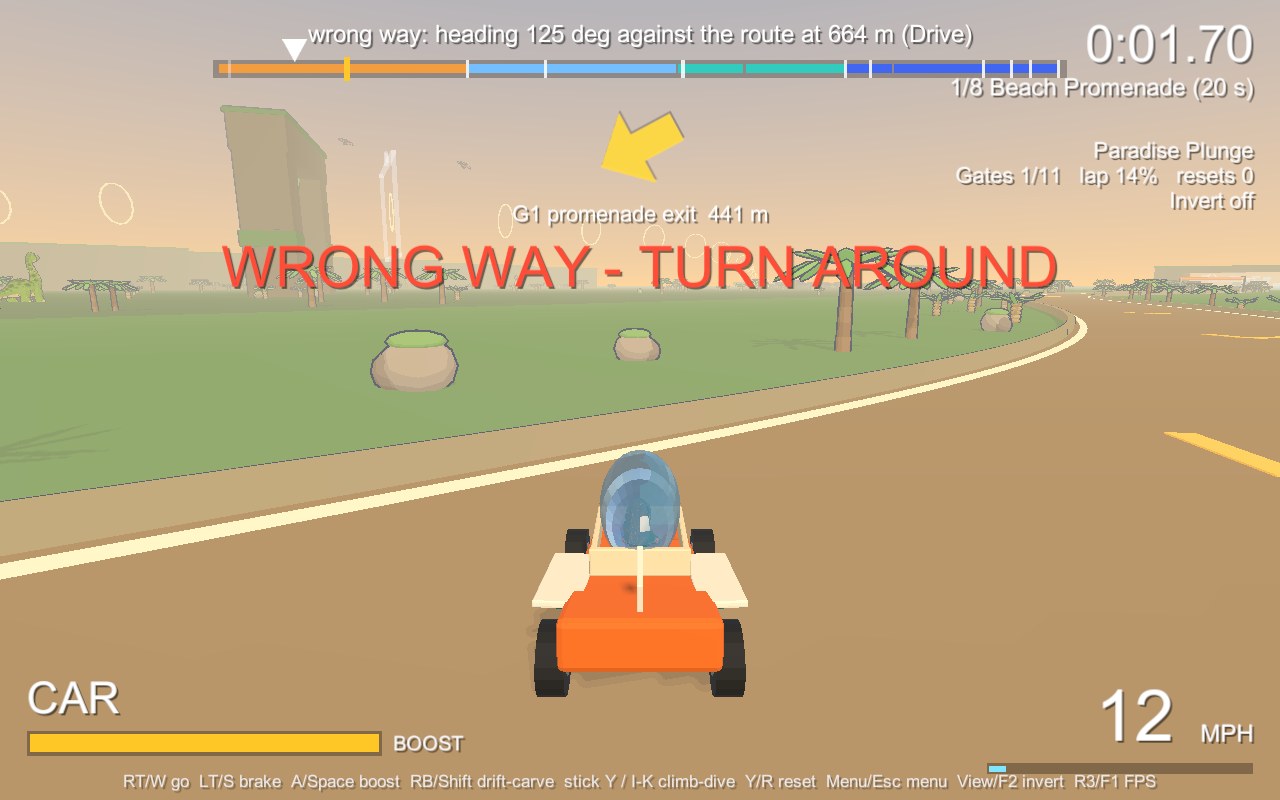 wrong way: heading 125 deg against the route at 664 m (Drive)
0:01.70
1/8 Beach Promenade (20 s)
Paradise Plunge
Gates 1/11 lap 14% resets 0
Invert off
G1 promenade exit 441 m
WRONG WAY - TURN AROUND
CAR
BOOST
12 MPH
RT/W go LT/S brake A/Space boost RB/Shift drift-carve stick Y / I-K climb-dive Y/R reset Menu/Esc menu View/F2 invert R3/F1 FPS